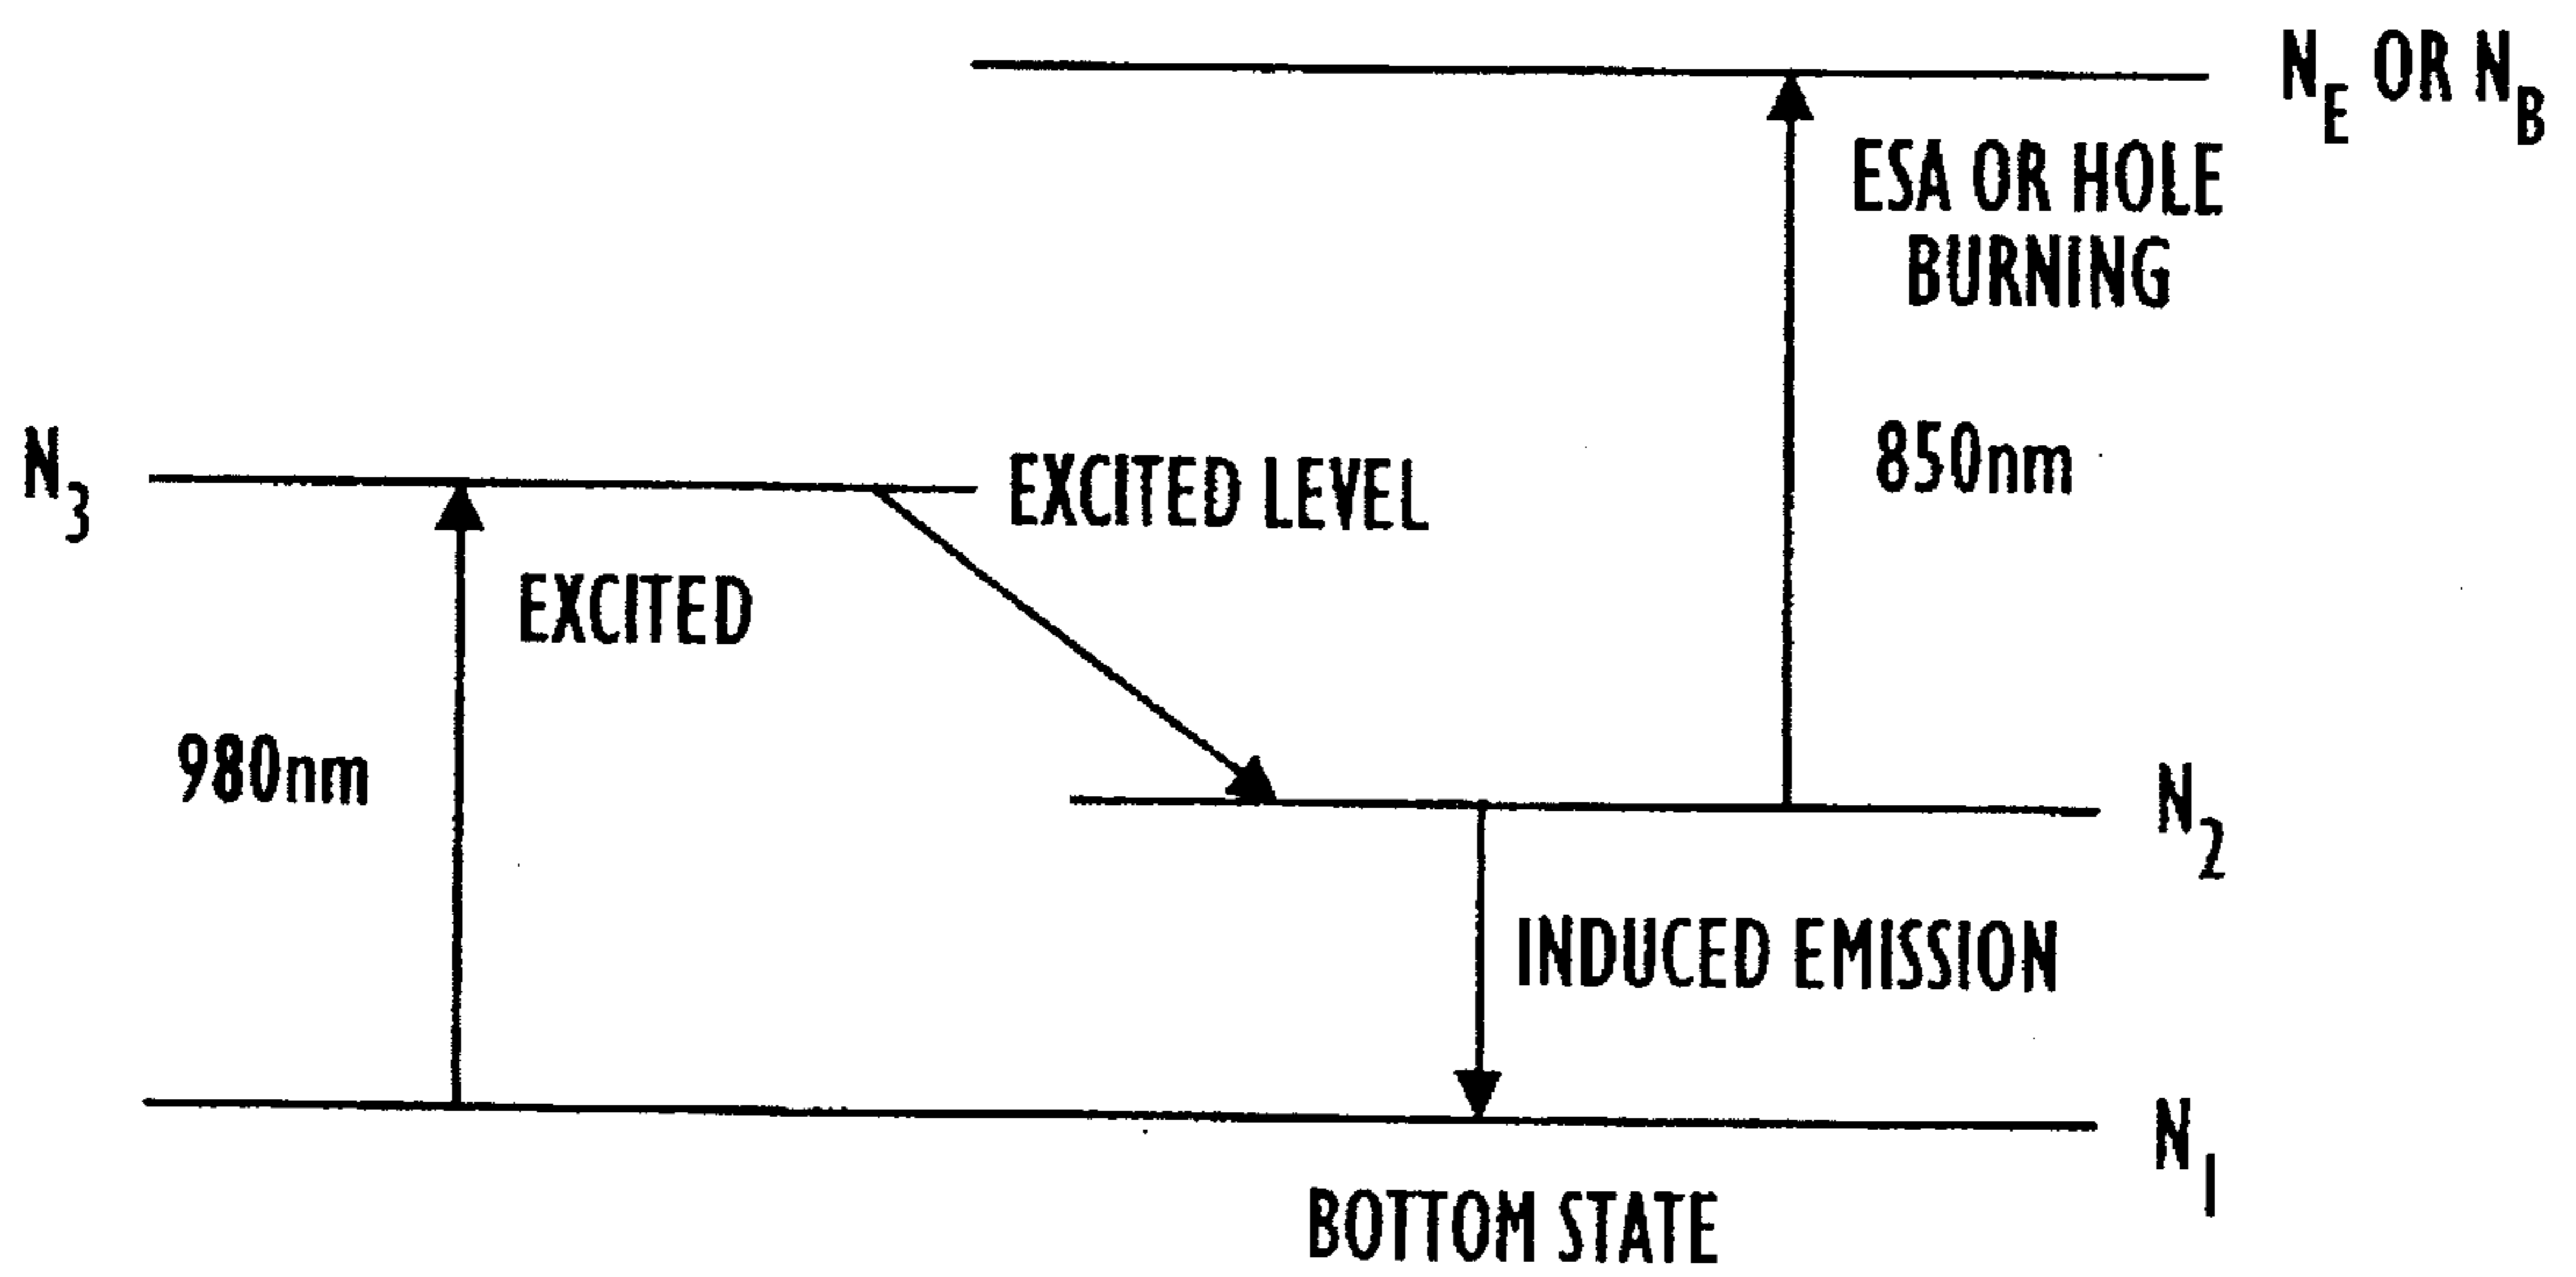 N_E OR N_B
ESA OR HOLE
BURNING
850nm
N_3
EXCITED LEVEL
EXCITED
980nm
N_2
INDUCED EMISSION
N_1
BOTTOM STATE